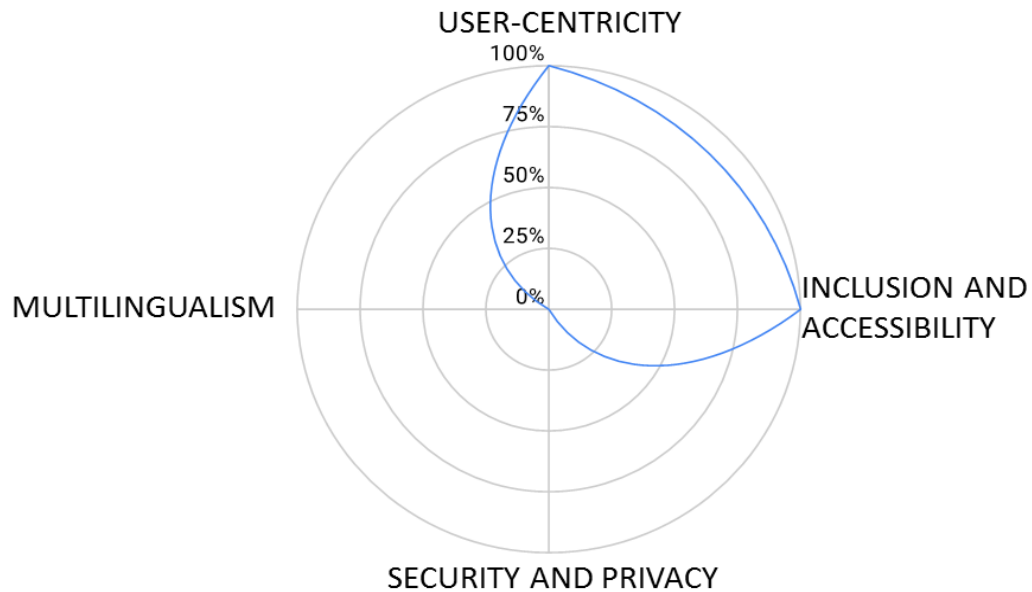 USER-CENTRICITY
100%
75%
50%
25%
0%
INCLUSION AND
ACCESSIBILITY
MULTILINGUALISM
SECURITY AND PRIVACY